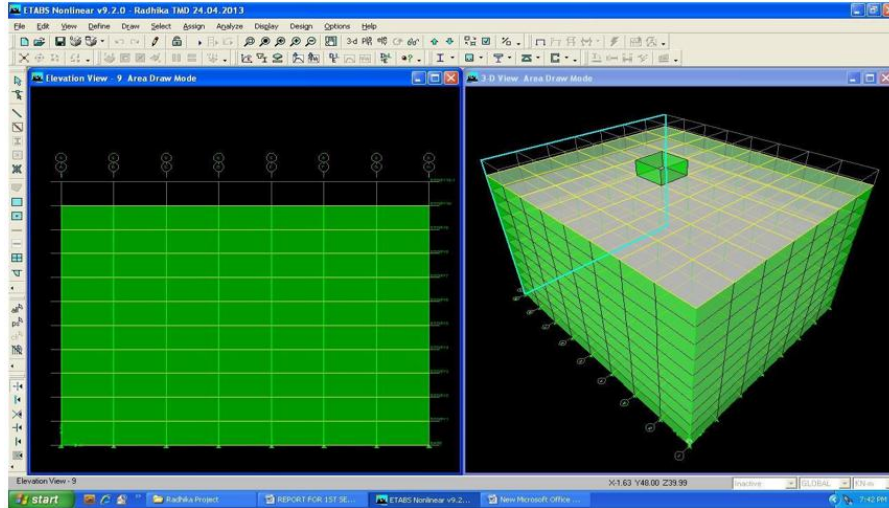 ETABS Nonlinear v9.2.0 - Radhika TMD 24.04.2013
File Edit View Define Draw Select Assign Analyze Display Design Options Help
3-d
Elevation View - 9 Area Draw Mode
3-D View Area Draw Mode
Elevation View - 9
X-1.63 Y48.00 Z39.99
Inactive
GLOBAL
KN-m
start
Radhika Project
REPORT FOR 1ST SE...
ETABS Nonlinear v9.2...
New Microsoft Office ...
7:42 PM